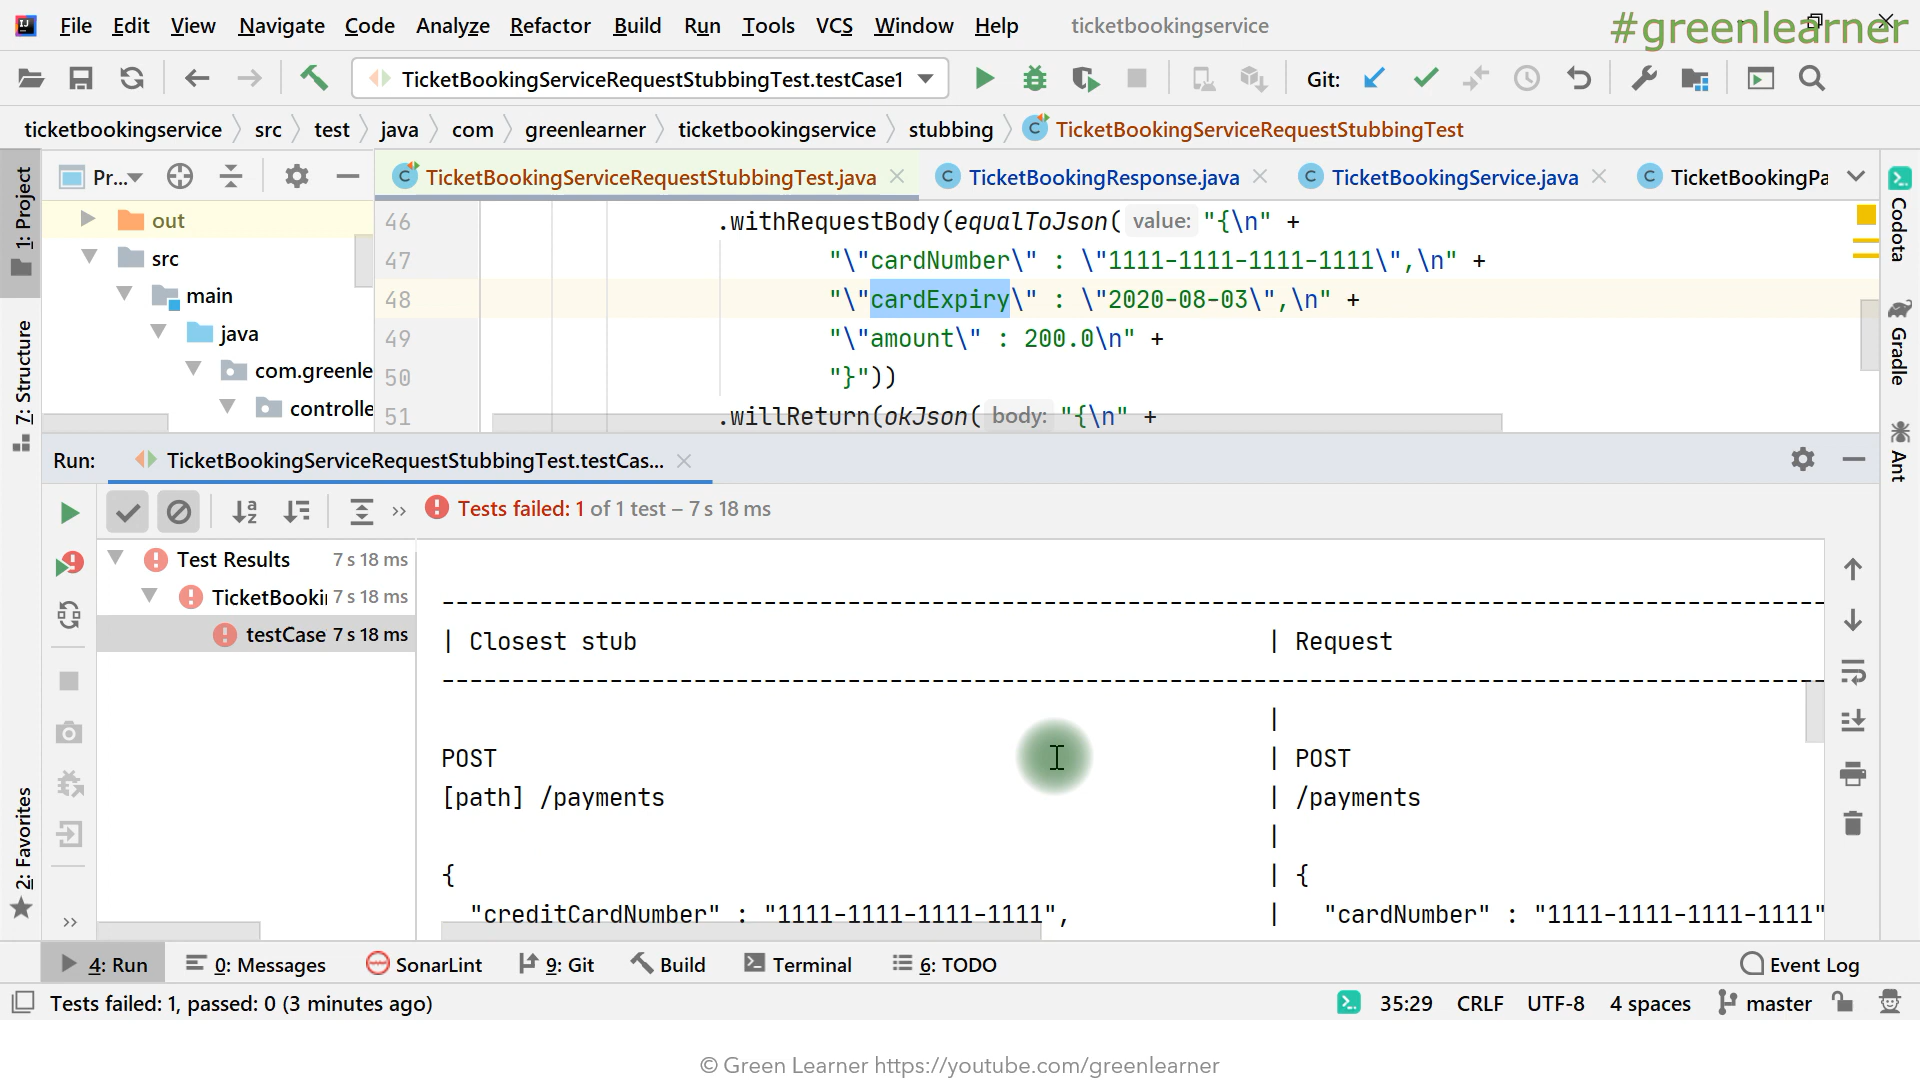 File Edit View Navigate Code Analyze Refactor Build Run Tools VCS Window Help ticketbookingservice
#greenlearner
TicketBookingServiceRequestStubbingTest.testCase1
Git:
ticketbookingservice src test java com greenlearner ticketbookingservice stubbing TicketBookingServiceRequestStubbingTest
Pr... TicketBookingServiceRequestStubbingTest.java TicketBookingResponse.java TicketBookingService.java TicketBookingPa
1: Project
7: Structure
2: Favorites
out
src
main
java
com.greenle
controlle
46 .withRequestBody(equalToJson( value: "{\n" +
47 "\"cardNumber\" : \"1111-1111-1111-1111\",\n" +
48 "\"cardExpiry\" : \"2020-08-03\",\n" +
49 "\"amount\" : 200.0\n" +
50 "}"))
51 .willReturn(okJson( body: "{\n" +
Codota
Gradle
Ant
Run: TicketBookingServiceRequestStubbingTest.testCas...
Tests failed: 1 of 1 test – 7 s 18 ms
Test Results 7 s 18 ms
TicketBooki 7 s 18 ms
testCase 7 s 18 ms
--------------------------------------------------------------------------------
| Closest stub | Request
--------------------------------------------------------------------------------
|
POST | POST
[path] /payments | /payments
|
{ | {
"creditCardNumber" : "1111-1111-1111-1111", | "cardNumber" : "1111-1111-1111-1111"
4: Run 0: Messages SonarLint 9: Git Build Terminal 6: TODO Event Log
Tests failed: 1, passed: 0 (3 minutes ago) 35:29 CRLF UTF-8 4 spaces master
© Green Learner https://youtube.com/greenlearner